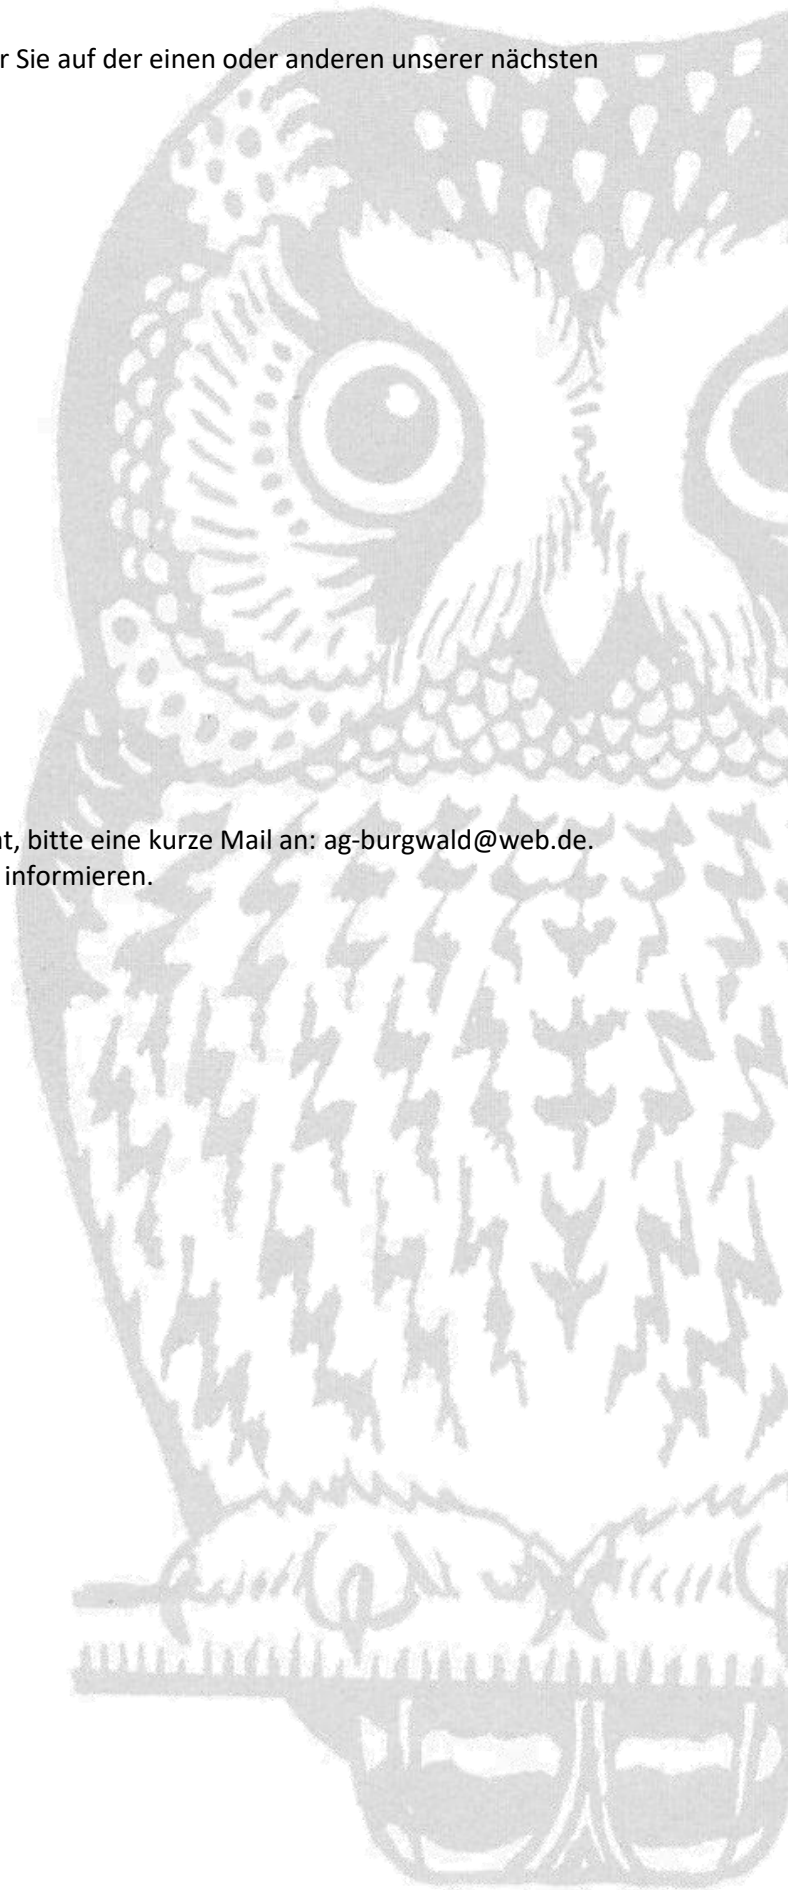 Sie auf der einen oder anderen unserer nächsten
bitte eine kurze Mail an: ag-burgwald@web.de.
informieren.